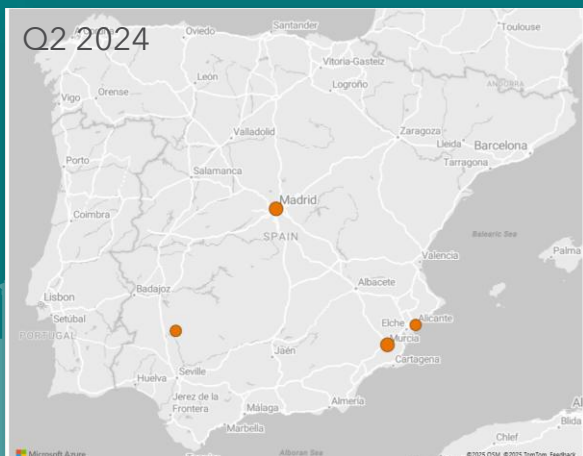 Q2 2024
Santander
Toulouse
Oviedo
Vitoria-Gasteiz
León
Logroño
ANDORRA
Vigo
Orense
Valladolid
Zaragoza
Lleida
Barcelona
Porto
Salamanca
Tarragona
Madrid
Coimbra
SPAIN
Balearic Sea
Palma
Valencia
Lisbon
Badajoz
Albacete
Setúbal
Elche
Alicante
PORTUGAL
Murcia
Jaén
Cartagena
Huelva
Seville
Jerez de la
Frontera
Málaga
Almería
Marbella
Al
Blida
Chlef
Alboran Sea
Microsoft Azure
©2025 OSM, ©2025 TomTom, Feedback